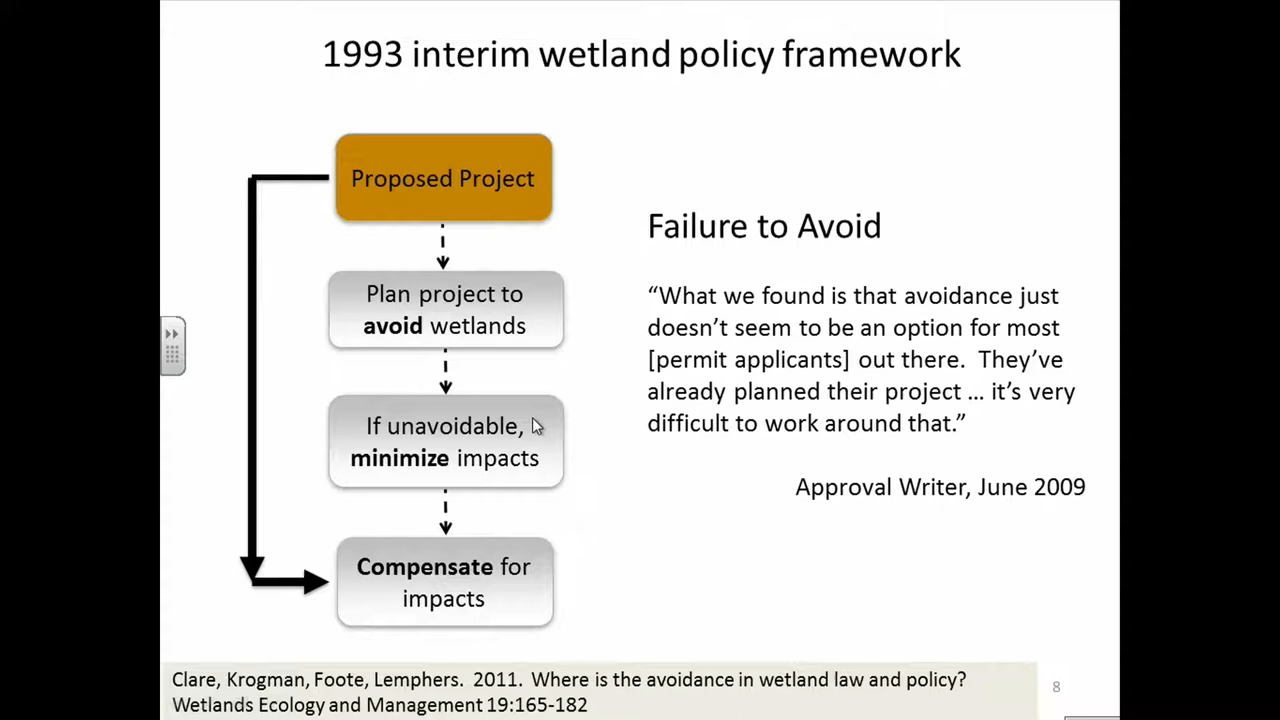 1993 interim wetland policy framework
Proposed Project
Plan project to
avoid wetlands
If unavoidable,
minimize impacts
Compensate for
impacts
Failure to Avoid
“What we found is that avoidance just
doesn’t seem to be an option for most
[permit applicants] out there.  They’ve
already planned their project … it’s very
difficult to work around that.”
Approval Writer, June 2009
Clare, Krogman, Foote, Lemphers.  2011.  Where is the avoidance in wetland law and policy?
Wetlands Ecology and Management 19:165-182
8